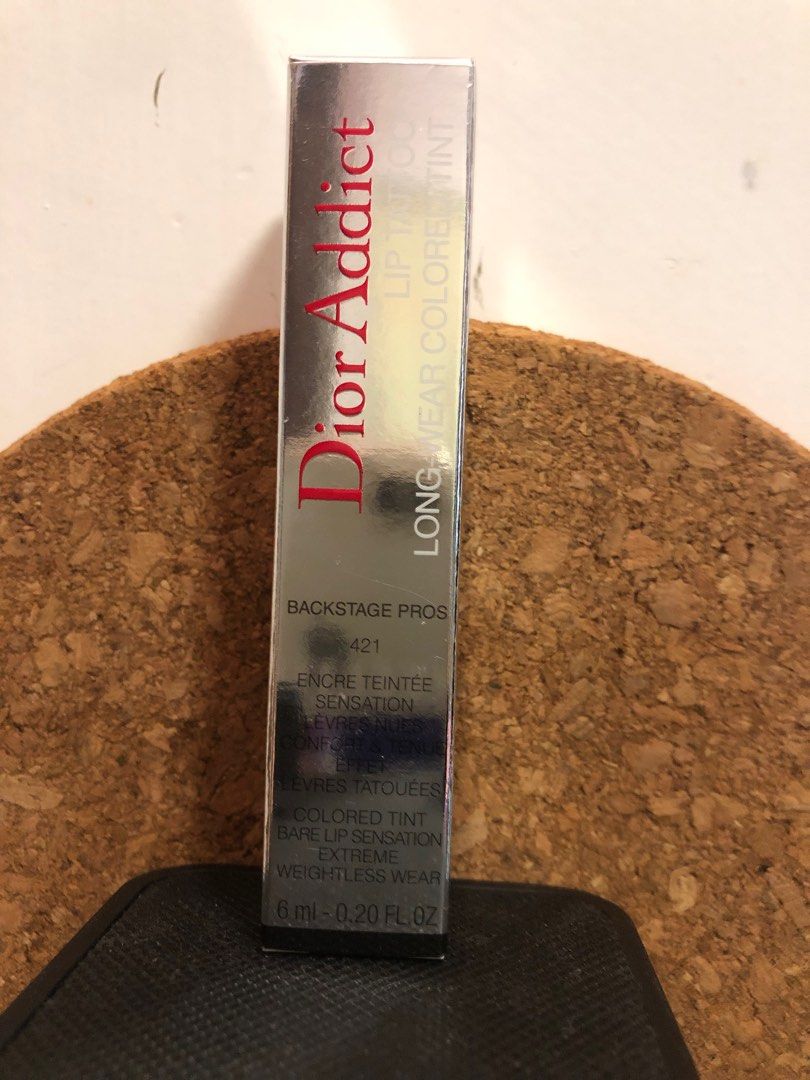 Dior Addict
LIP TATTOO
LONG-WEAR COLORED TINT
BACKSTAGE PROS
421
ENCRE TEINTÉE
SENSATION
LÈVRES NUES
CONFORT & TENUE
EFFET
LÈVRES TATOUÉES
COLORED TINT
BARE LIP SENSATION
EXTREME
WEIGHTLESS WEAR
6 ml - 0.20 FL.OZ